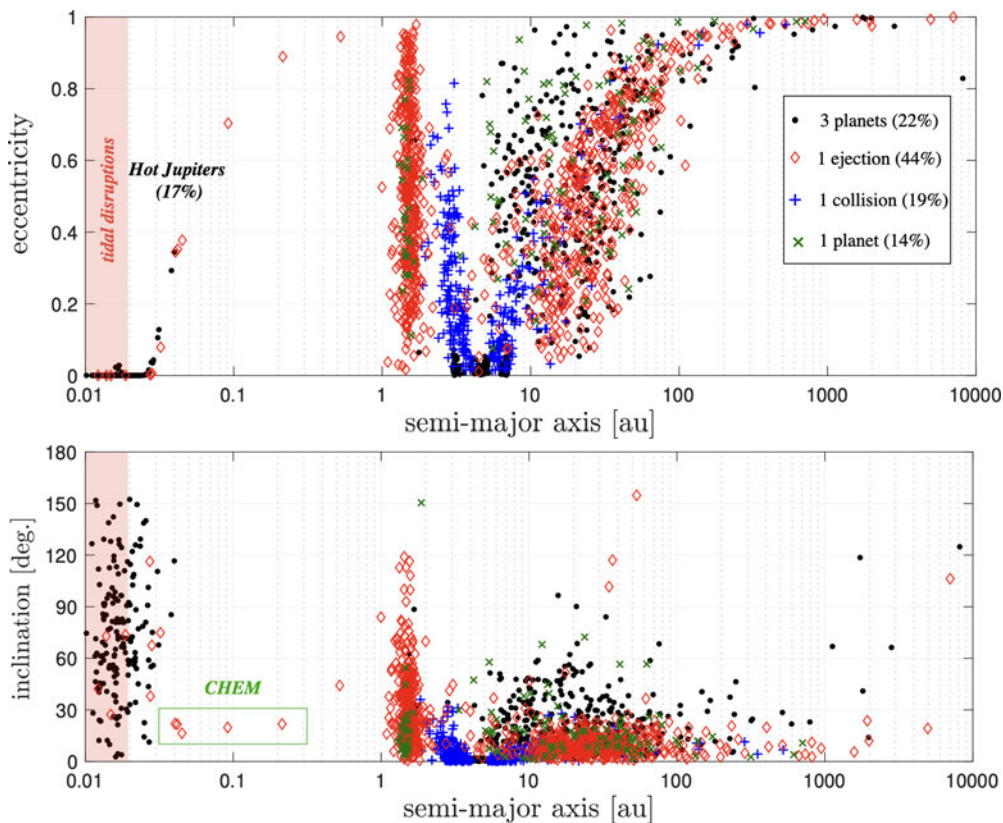 1
0.8
0.6
0.4
0.2
0
eccentricity
tidal disruptions
Hot Jupiters
(17%)
3 planets (22%)
1 ejection (44%)
1 collision (19%)
1 planet (14%)
0.01 0.1 1 10 100 1000 10000
semi-major axis [au]
180
150
120
90
60
30
0
inclination [deg.]
CHEM
0.01 0.1 1 10 100 1000 10000
semi-major axis [au]